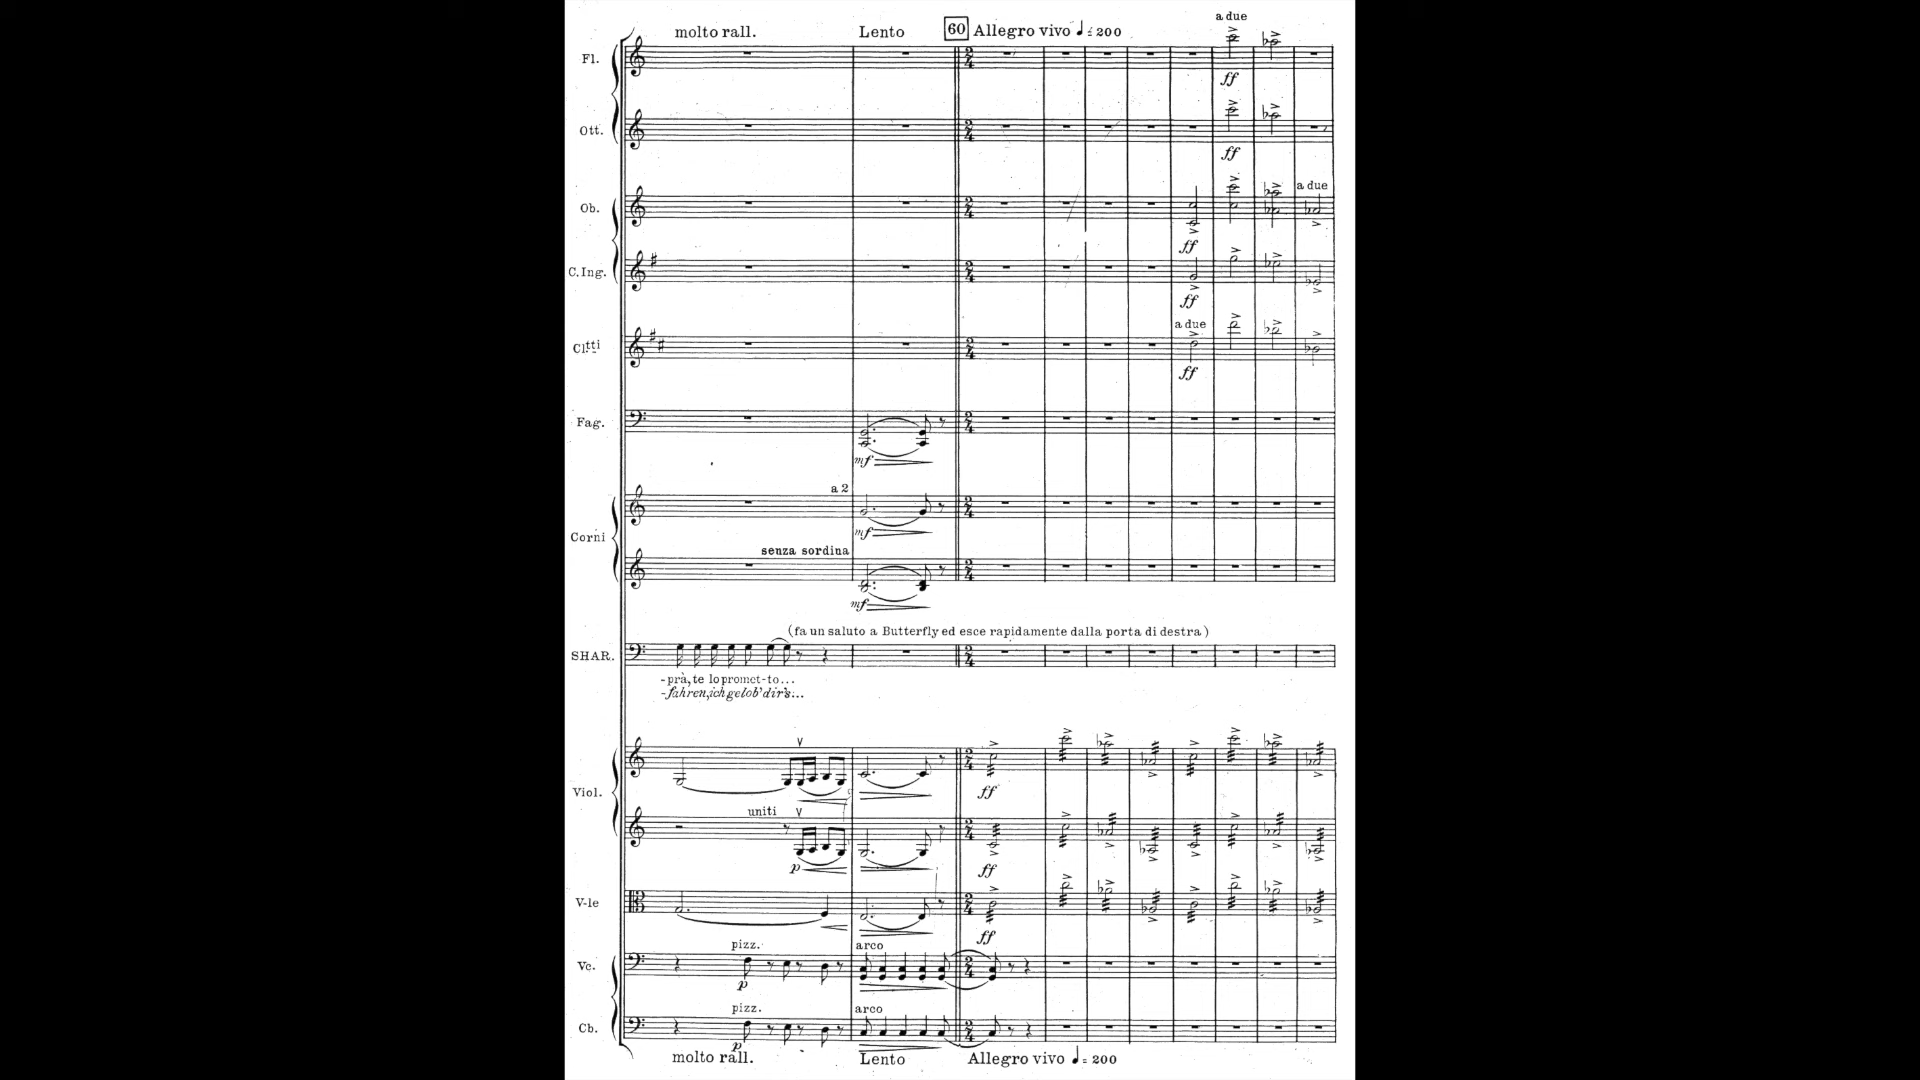 molto rall. Lento 60 Allegro vivo ♩= 200
a due
Fl.
ff
Ott.
ff
a due
Ob.
ff
C. Ing.
ff
a due
Cl.tti
ff
Fag.
mf
a 2
mf
Corni
senza sordina
mf
(fa un saluto a Butterfly ed esce rapidamente dalla porta di destra)
SHAR.
-prà, te lo promet-to...
-fahren, ich gelob' dir's...
Viol.
ff
uniti
p
ff
V-le
ff
pizz. arco
Vc.
p
pizz. arco
Cb.
p
molto rall. Lento Allegro vivo ♩= 200